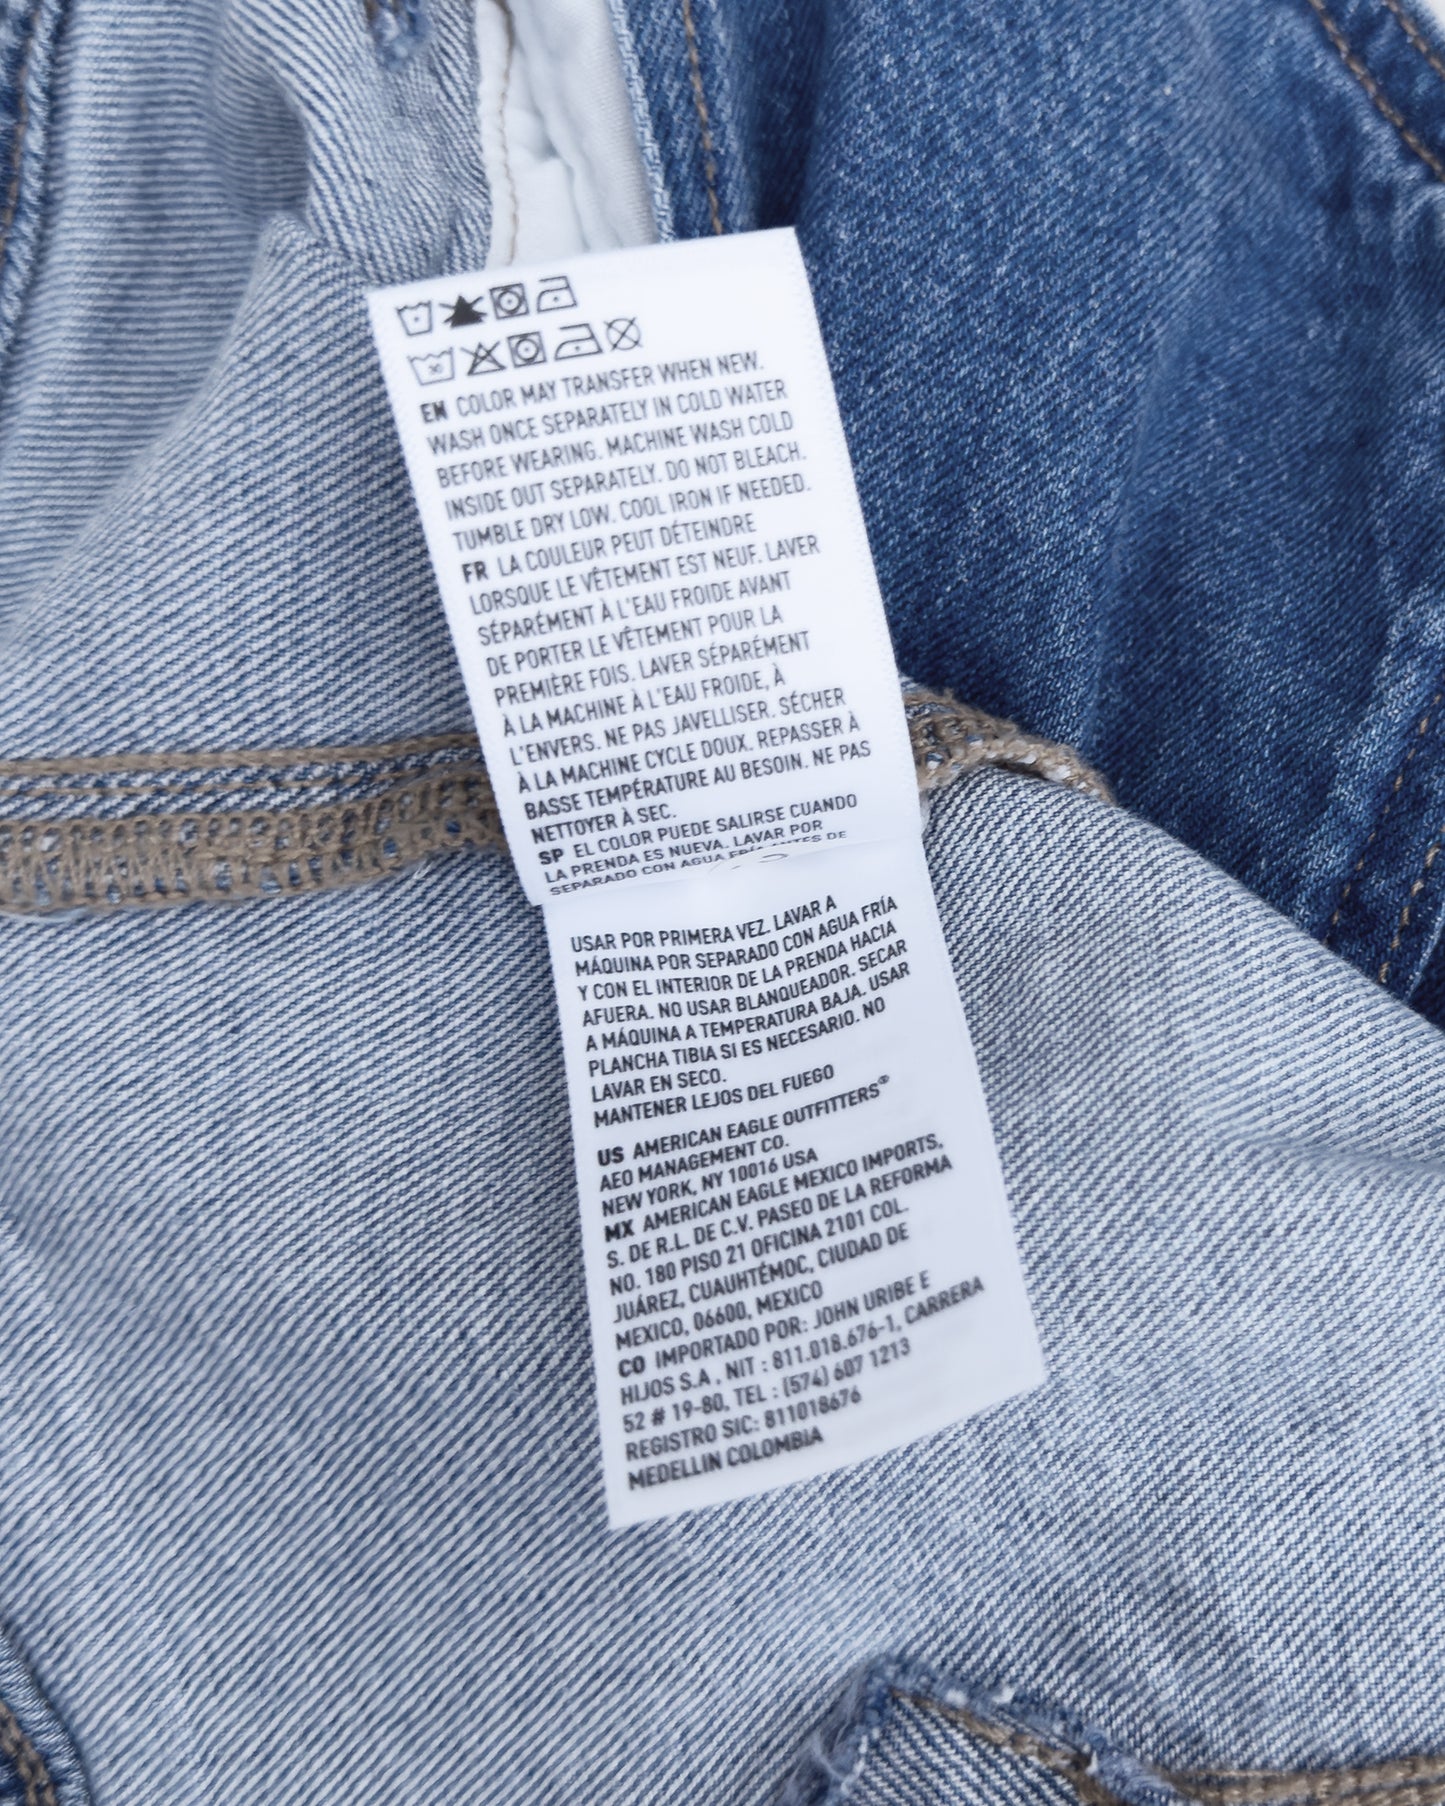 EN COLOR MAY TRANSFER WHEN NEW.
WASH ONCE SEPARATELY IN COLD WATER
BEFORE WEARING. MACHINE WASH COLD
INSIDE OUT SEPARATELY. DO NOT BLEACH.
TUMBLE DRY LOW. COOL IRON IF NEEDED.
FR LA COULEUR PEUT DÉTEINDRE
LORSQUE LE VÊTEMENT EST NEUF. LAVER
SÉPARÉMENT À L'EAU FROIDE AVANT
DE PORTER LE VÊTEMENT POUR LA
PREMIÈRE FOIS. LAVER SÉPARÉMENT
À LA MACHINE À L'EAU FROIDE, À
L'ENVERS. NE PAS JAVELLISER. SÉCHER
À LA MACHINE CYCLE DOUX. REPASSER À
BASSE TEMPÉRATURE AU BESOIN. NE PAS
NETTOYER À SEC.
SP EL COLOR PUEDE SALIRSE CUANDO
LA PRENDA ES NUEVA. LAVAR POR
SEPARADO CON AGUA FRÍA ANTES DE
USAR POR PRIMERA VEZ. LAVAR A
MÁQUINA POR SEPARADO CON AGUA FRÍA
Y CON EL INTERIOR DE LA PRENDA HACIA
AFUERA. NO USAR BLANQUEADOR. SECAR
A MÁQUINA A TEMPERATURA BAJA. USAR
PLANCHA TIBIA SI ES NECESARIO. NO
LAVAR EN SECO.
MANTENER LEJOS DEL FUEGO
US AMERICAN EAGLE OUTFITTERS®
AEO MANAGEMENT CO.
NEW YORK, NY 10016 USA
MX AMERICAN EAGLE MEXICO IMPORTS,
S. DE R.L. DE C.V. PASEO DE LA REFORMA
NO. 180 PISO 21 OFICINA 2101 COL.
JUÁREZ, CUAUHTÉMOC, CIUDAD DE
MEXICO, 06600, MEXICO
CO IMPORTADO POR: JOHN URIBE E
HIJOS S.A , NIT : 811.018.676-1, CARRERA
52 # 19-80, TEL : (574) 607 1213
REGISTRO SIC: 811018676
MEDELLIN COLOMBIA